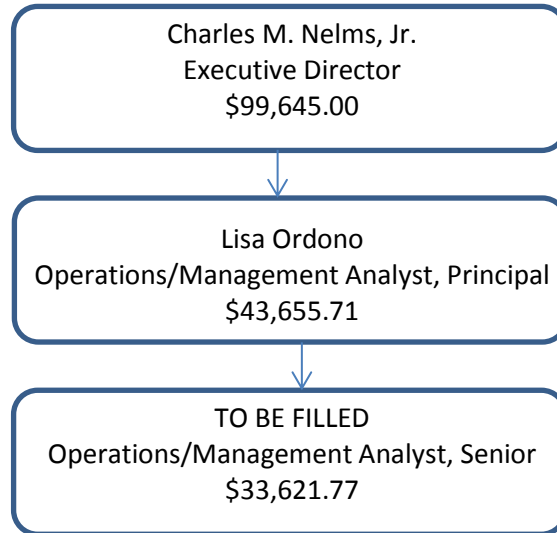 Charles M. Nelms, Jr.
Executive Director
$99,645.00
Lisa Ordono
Operations/Management Analyst, Principal
$43,655.71
TO BE FILLED
Operations/Management Analyst, Senior
$33,621.77